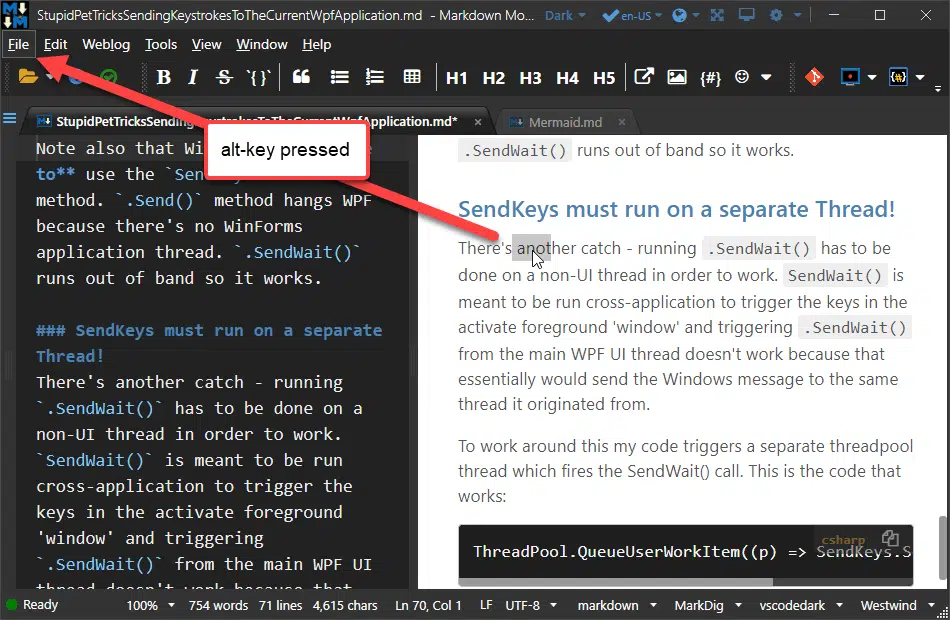 StupidPetTricksSendingKeystrokesToTheCurrentWpfApplication.md - Markdown Mo... Dark en-US
File Edit Weblog Tools View Window Help
B I S `{}` H1 H2 H3 H4 H5 {#}
StupidPetTricksSending ystrokesToTheCurrentWpfApplication.md* × Mermaid.md ×
alt-key pressed
Note also that
to** use the
method. `.Send()` method hangs WPF
because there's no WinForms
application thread. `.SendWait()`
runs out of band so it works.
### SendKeys must run on a separate
Thread!
There's another catch - running
`.SendWait()` has to be done on a
non-UI thread in order to work.
`SendWait()` is meant to be run
cross-application to trigger the
keys in the activate foreground
'window' and triggering
`.SendWait()` from the main WPF UI
thread doesn't work because that
.SendWait() runs out of band so it works.
SendKeys must run on a separate Thread!
There's another catch - running .SendWait() has to be
done on a non-UI thread in order to work. SendWait() is
meant to be run cross-application to trigger the keys in the
activate foreground 'window' and triggering .SendWait()
from the main WPF UI thread doesn't work because that
essentially would send the Windows message to the same
thread it originated from.
To work around this my code triggers a separate threadpool
thread which fires the SendWait() call. This is the code that
works:
csharp
ThreadPool.QueueUserWorkItem((p) => SendKeys.S
Ready 100% 754 words 71 lines 4,615 chars Ln 70, Col 1 LF UTF-8 markdown MarkDig vscodedark Westwind